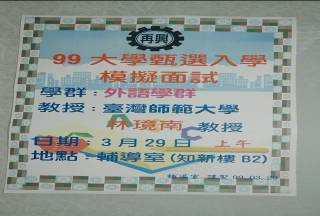 再興
99 大學甄選入學
模擬面試
學群：外語學群
教授：臺灣師範大學
林境南 教授
日期：3 月 29 日 上午
地點：輔導室 (知新樓 B2)